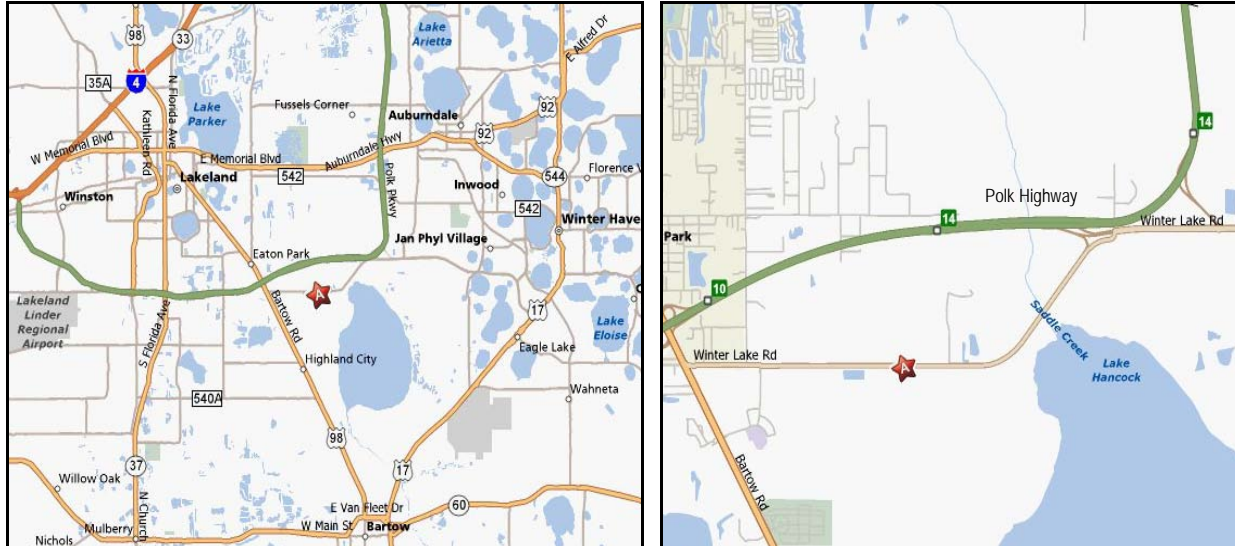 98
33
Lake
Arietta
E Alfred Dr
35A
4
N Florida Ave
Kathleen Rd
Lake
Parker
Fussels Corner
92
Auburndale
92
W Memorial Blvd
E Memorial Blvd
Auburndale Hwy
542
Lakeland
Polk Pkwy
544
Florence V
Winston
Inwood
542
Winter Have
Jan Phyl Village
Eaton Park
Lakeland
Linder
Regional
Airport
A
Bartow Rd
S Florida Ave
17
Lake
Eloise
Eagle Lake
Highland City
Wahneta
540A
98
17
37
Willow Oak
N Church
E Van Fleet Dr
60
W Main St
Bartow
Mulberry
Nichols
14
Polk Highway
14
Winter Lake Rd
Park
10
Saddle Creek
Winter Lake Rd
A
Lake
Hancock
Bartow Rd